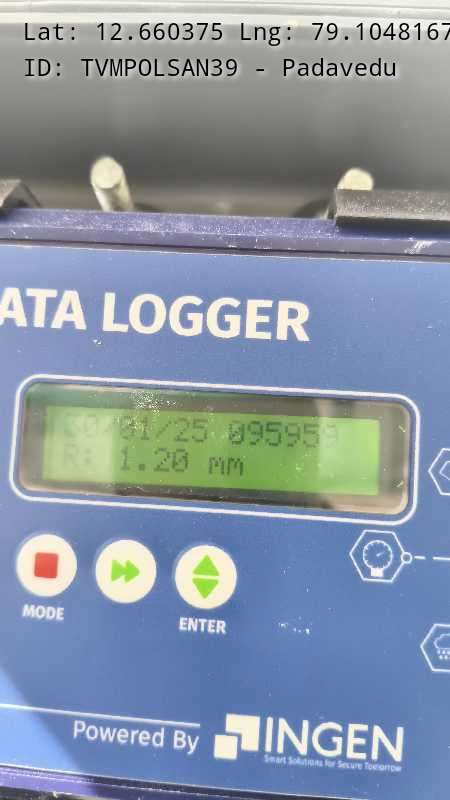 Lat: 12.660375 Lng: 79.1048167
ID: TVMPOLSAN39 - Padavedu
ATA LOGGER
30/01/25 095959
R: 1.20 mm
MODE
ENTER
Powered By INGEN
Smart Solutions for Secure Tomorrow